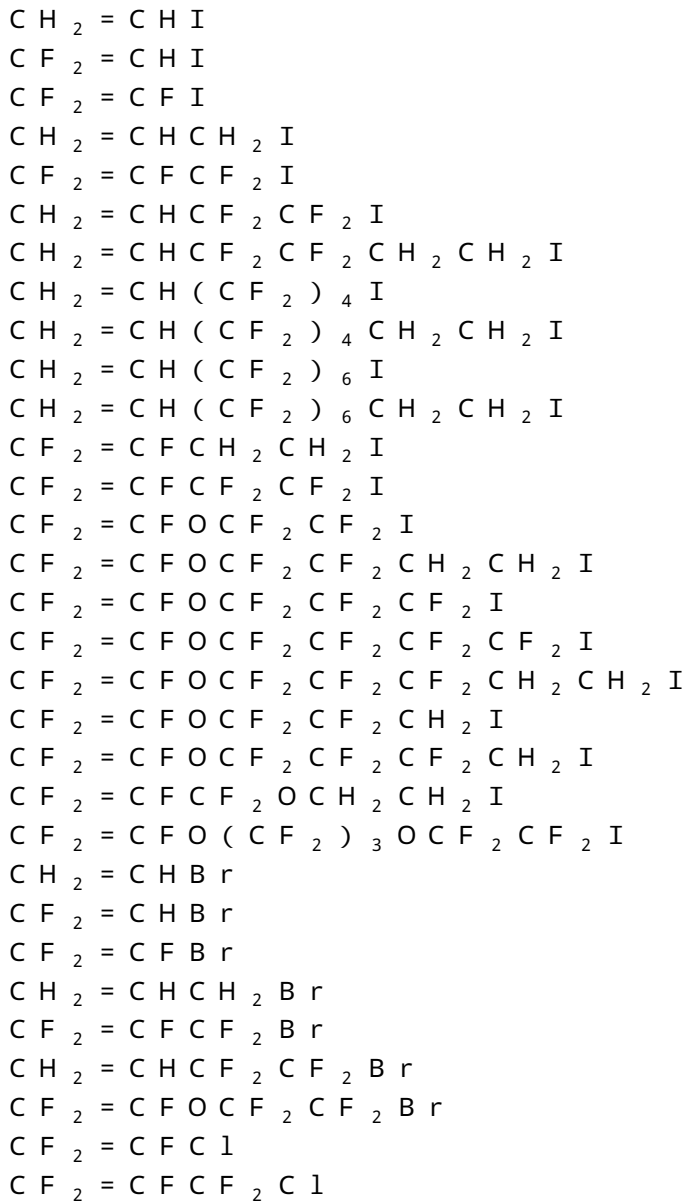 CH₂=CHI
CF₂=CHI
CF₂=CFI
CH₂=CHCH₂I
CF₂=CFCF₂I
CH₂=CHCF₂CF₂I
CH₂=CHCF₂CF₂CH₂CH₂I
CH₂=CH(CF₂)₄I
CH₂=CH(CF₂)₄CH₂CH₂I
CH₂=CH(CF₂)₆I
CH₂=CH(CF₂)₆CH₂CH₂I
CF₂=CFCH₂CH₂I
CF₂=CFCF₂CF₂I
CF₂=CFOCF₂CF₂I
CF₂=CFOCF₂CF₂CH₂CH₂I
CF₂=CFOCF₂CF₂CF₂I
CF₂=CFOCF₂CF₂CF₂CF₂I
CF₂=CFOCF₂CF₂CF₂CH₂CH₂I
CF₂=CFOCF₂CF₂CH₂I
CF₂=CFOCF₂CF₂CF₂CH₂I
CF₂=CFCF₂OCH₂CH₂I
CF₂=CFO(CF₂)₃OCF₂CF₂I
CH₂=CHBr
CF₂=CHBr
CF₂=CFBr
CH₂=CHCH₂Br
CF₂=CFCF₂Br
CH₂=CHCF₂CF₂Br
CF₂=CFOCF₂CF₂Br
CF₂=CFCl
CF₂=CFCF₂Cl